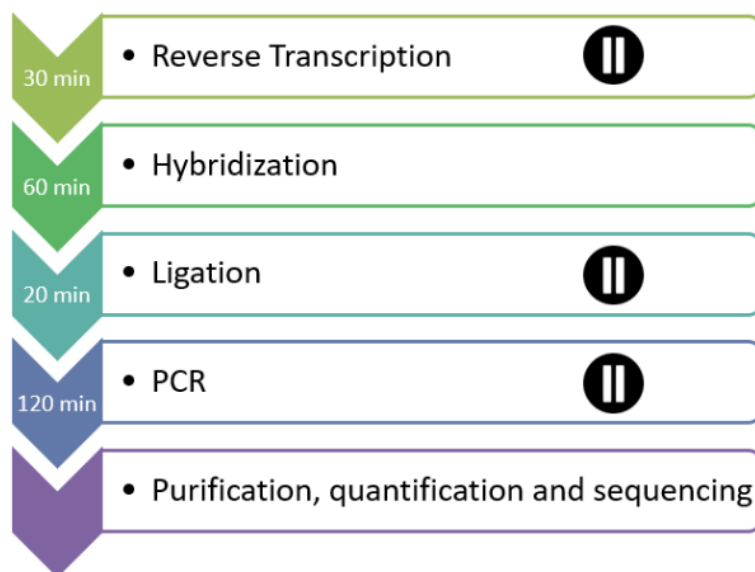 30 min
• Reverse Transcription
60 min
• Hybridization
20 min
• Ligation
120 min
• PCR
• Purification, quantification and sequencing